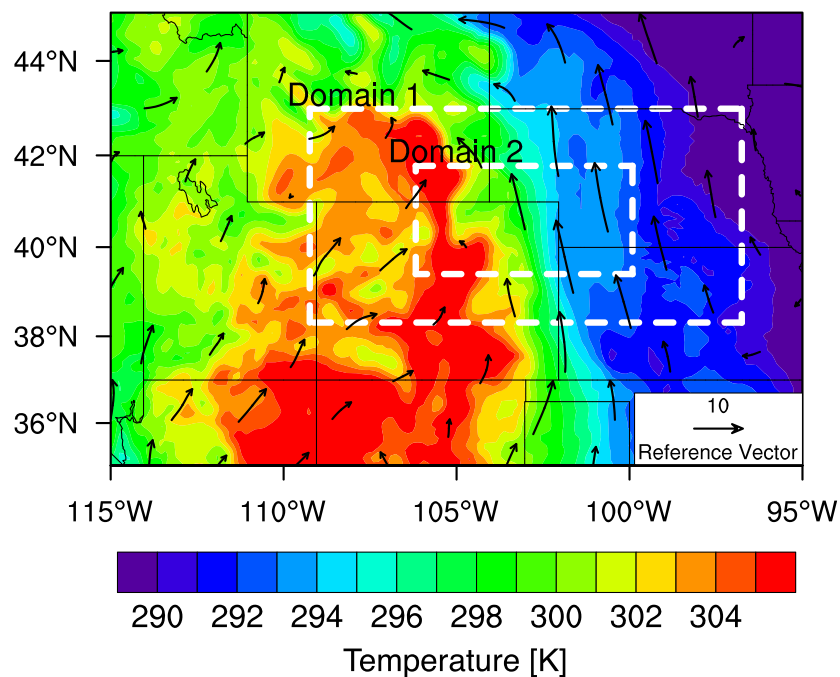 44°N
Domain 1
42°N
Domain 2
40°N
38°N
36°N
10
Reference Vector
115°W 110°W 105°W 100°W 95°W
290 292 294 296 298 300 302 304
Temperature [K]